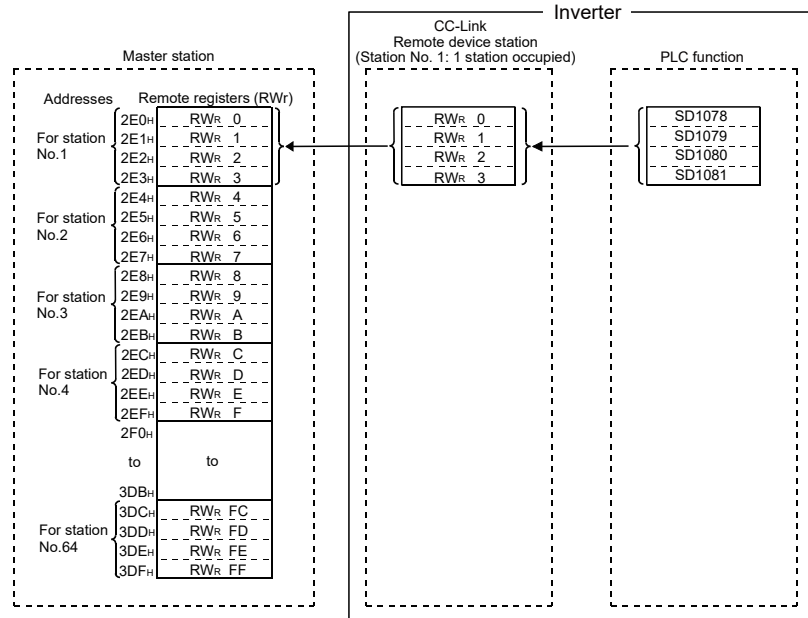 Inverter
CC-Link
Remote device station
Master station
(Station No. 1: 1 station occupied)
PLC function
Addresses
Remote registers (RWr)
For station
No.1
2E0H RWR 0
2E1H RWR 1
2E2H RWR 2
2E3H RWR 3
RWR 0
RWR 1
RWR 2
RWR 3
SD1078
SD1079
SD1080
SD1081
For station
No.2
2E4H RWR 4
2E5H RWR 5
2E6H RWR 6
2E7H RWR 7
For station
No.3
2E8H RWR 8
2E9H RWR 9
2EAH RWR A
2EBH RWR B
For station
No.4
2ECH RWR C
2EDH RWR D
2EEH RWR E
2EFH RWR F
2F0H
to to
3DBH
For station
No.64
3DCH RWR FC
3DDH RWR FD
3DEH RWR FE
3DFH RWR FF